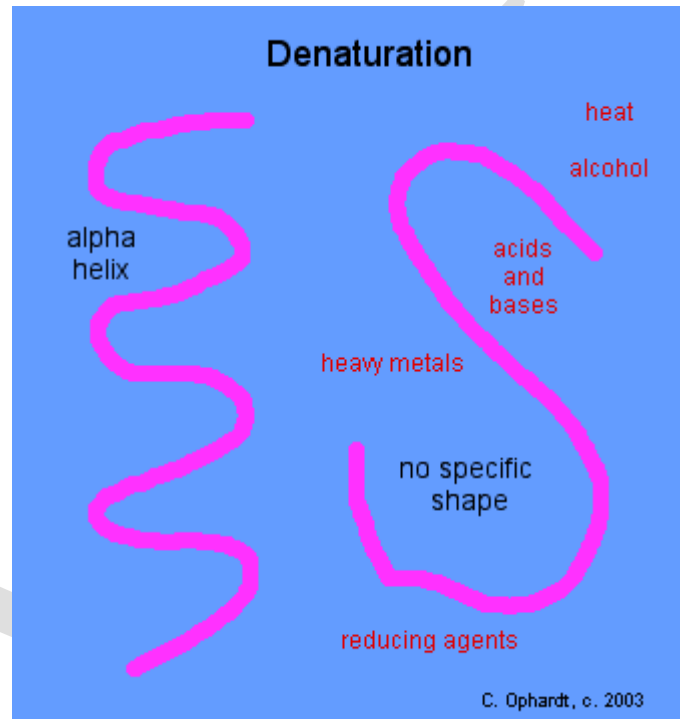 Denaturation
heat
alcohol
alpha
helix
acids
and
bases
heavy metals
no specific
shape
reducing agents
C. Ophardt, c. 2003